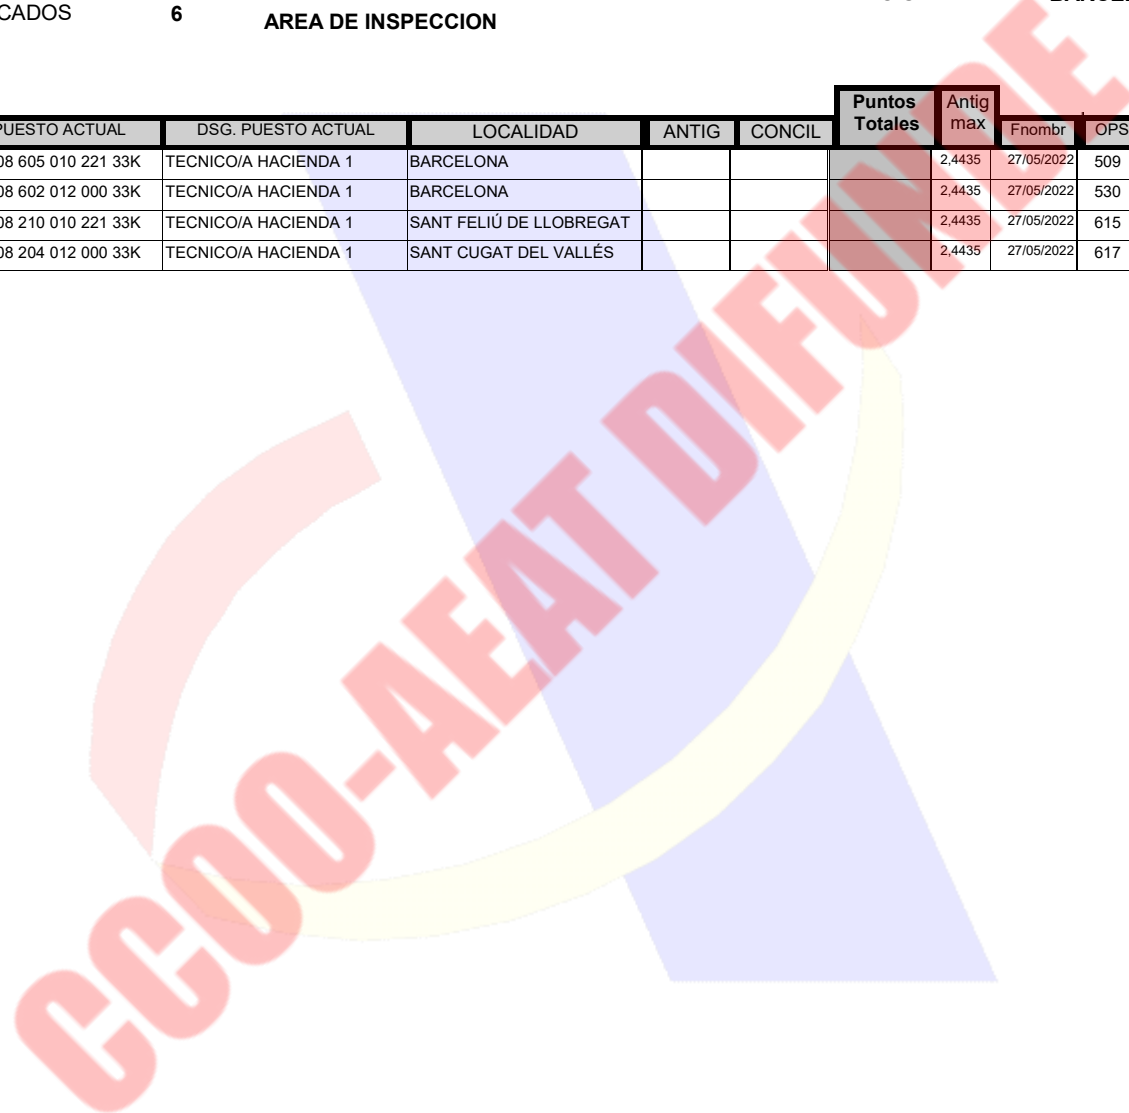 CADOS 6 AREA DE INSPECCION
Puntos Totales Antig max
PUESTO ACTUAL DSG. PUESTO ACTUAL LOCALIDAD ANTIG CONCIL Fnombr OPS
08 605 010 221 33K TECNICO/A HACIENDA 1 BARCELONA 2,4435 27/05/2022 509
08 602 012 000 33K TECNICO/A HACIENDA 1 BARCELONA 2,4435 27/05/2022 530
08 210 010 221 33K TECNICO/A HACIENDA 1 SANT FELIÚ DE LLOBREGAT 2,4435 27/05/2022 615
08 204 012 000 33K TECNICO/A HACIENDA 1 SANT CUGAT DEL VALLÉS 2,4435 27/05/2022 617
CCOO-AEAT DIFUNDE